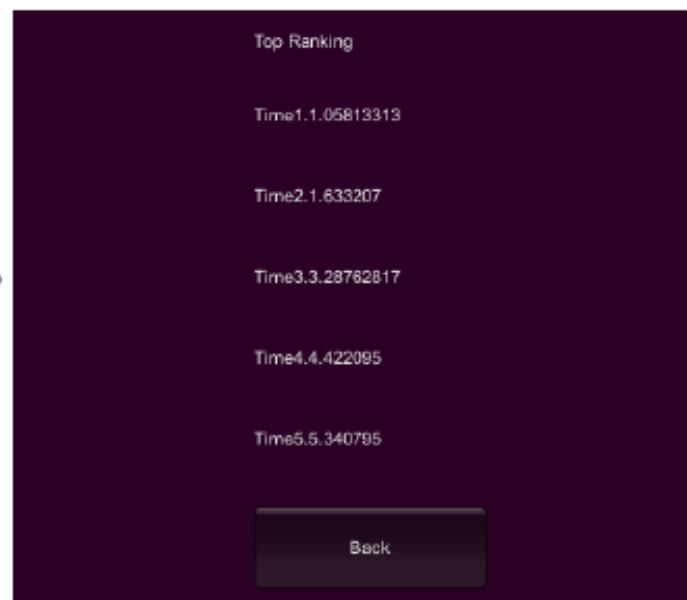 Top Ranking
Time1.1.05813313
Time2.1.633207
Time3.3.28762817
Time4.4.422095
Time5.5.340795
Back